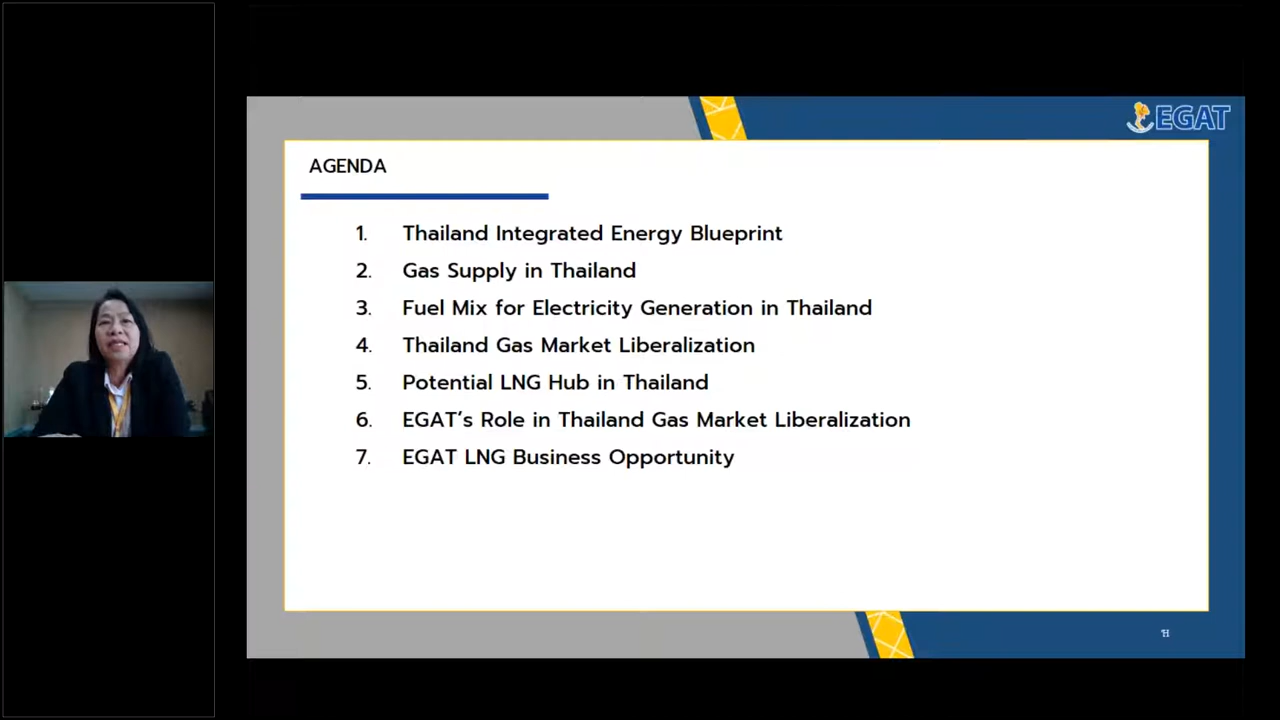 EGAT
AGENDA
1. Thailand Integrated Energy Blueprint
2. Gas Supply in Thailand
3. Fuel Mix for Electricity Generation in Thailand
4. Thailand Gas Market Liberalization
5. Potential LNG Hub in Thailand
6. EGAT's Role in Thailand Gas Market Liberalization
7. EGAT LNG Business Opportunity